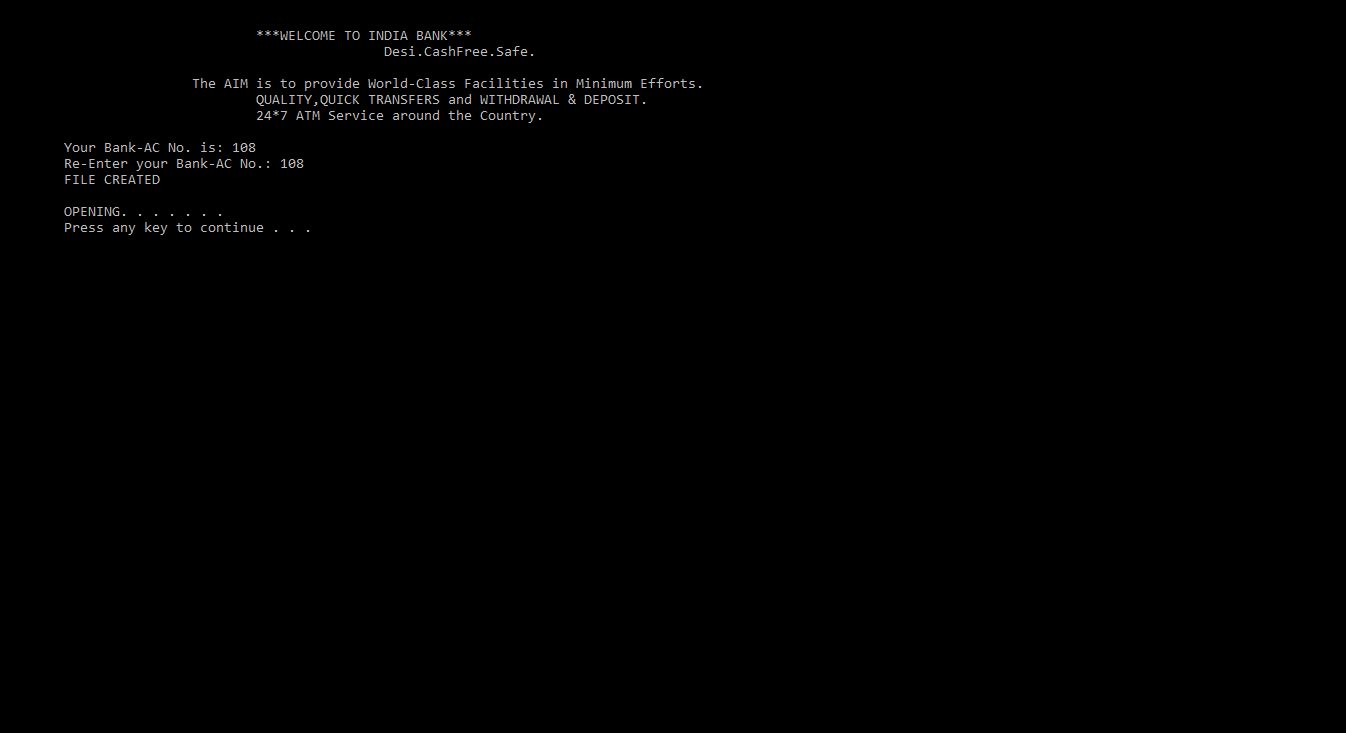 ***WELCOME TO INDIA BANK***
Desi.CashFree.Safe.
The AIM is to provide World-Class Facilities in Minimum Efforts.
QUALITY,QUICK TRANSFERS and WITHDRAWAL & DEPOSIT.
24*7 ATM Service around the Country.
Your Bank-AC No. is: 108
Re-Enter your Bank-AC No.: 108
FILE CREATED
OPENING. . . . . . .
Press any key to continue . . .